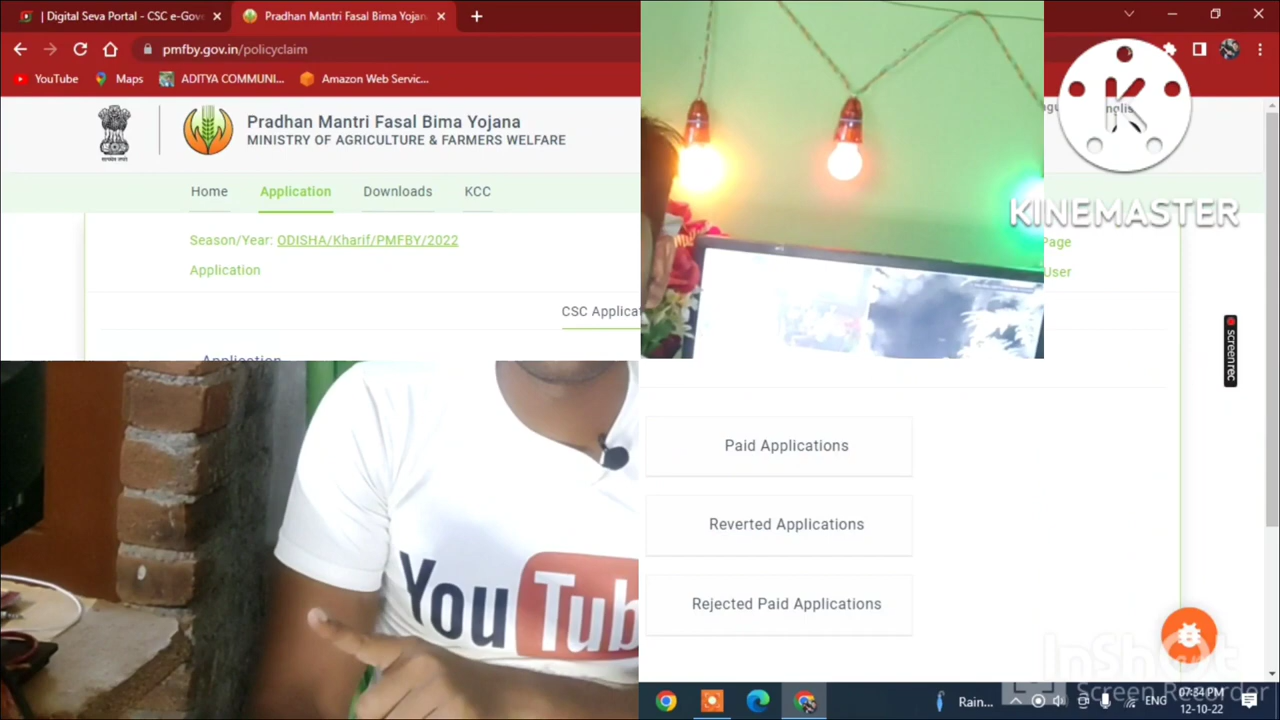 | Digital Seva Portal - CSC e-Gov
Pradhan Mantri Fasal Bima Yojan
pmfby.gov.in/policyclaim
YouTube
Maps
ADITYA COMMUNI...
Amazon Web Servic...
Pradhan Mantri Fasal Bima Yojana
MINISTRY OF AGRICULTURE & FARMERS WELFARE
K
KINEMASTER
Home
Application
Downloads
KCC
Season/Year: ODISHA/Kharif/PMFBY/2022
Page
Application
User
CSC Applicat
Application
screenrec
Paid Applications
Reverted Applications
Rejected Paid Applications
YouTub
InShot
Screen Recorder
Rain...
ENG
07:34 PM
12-10-22